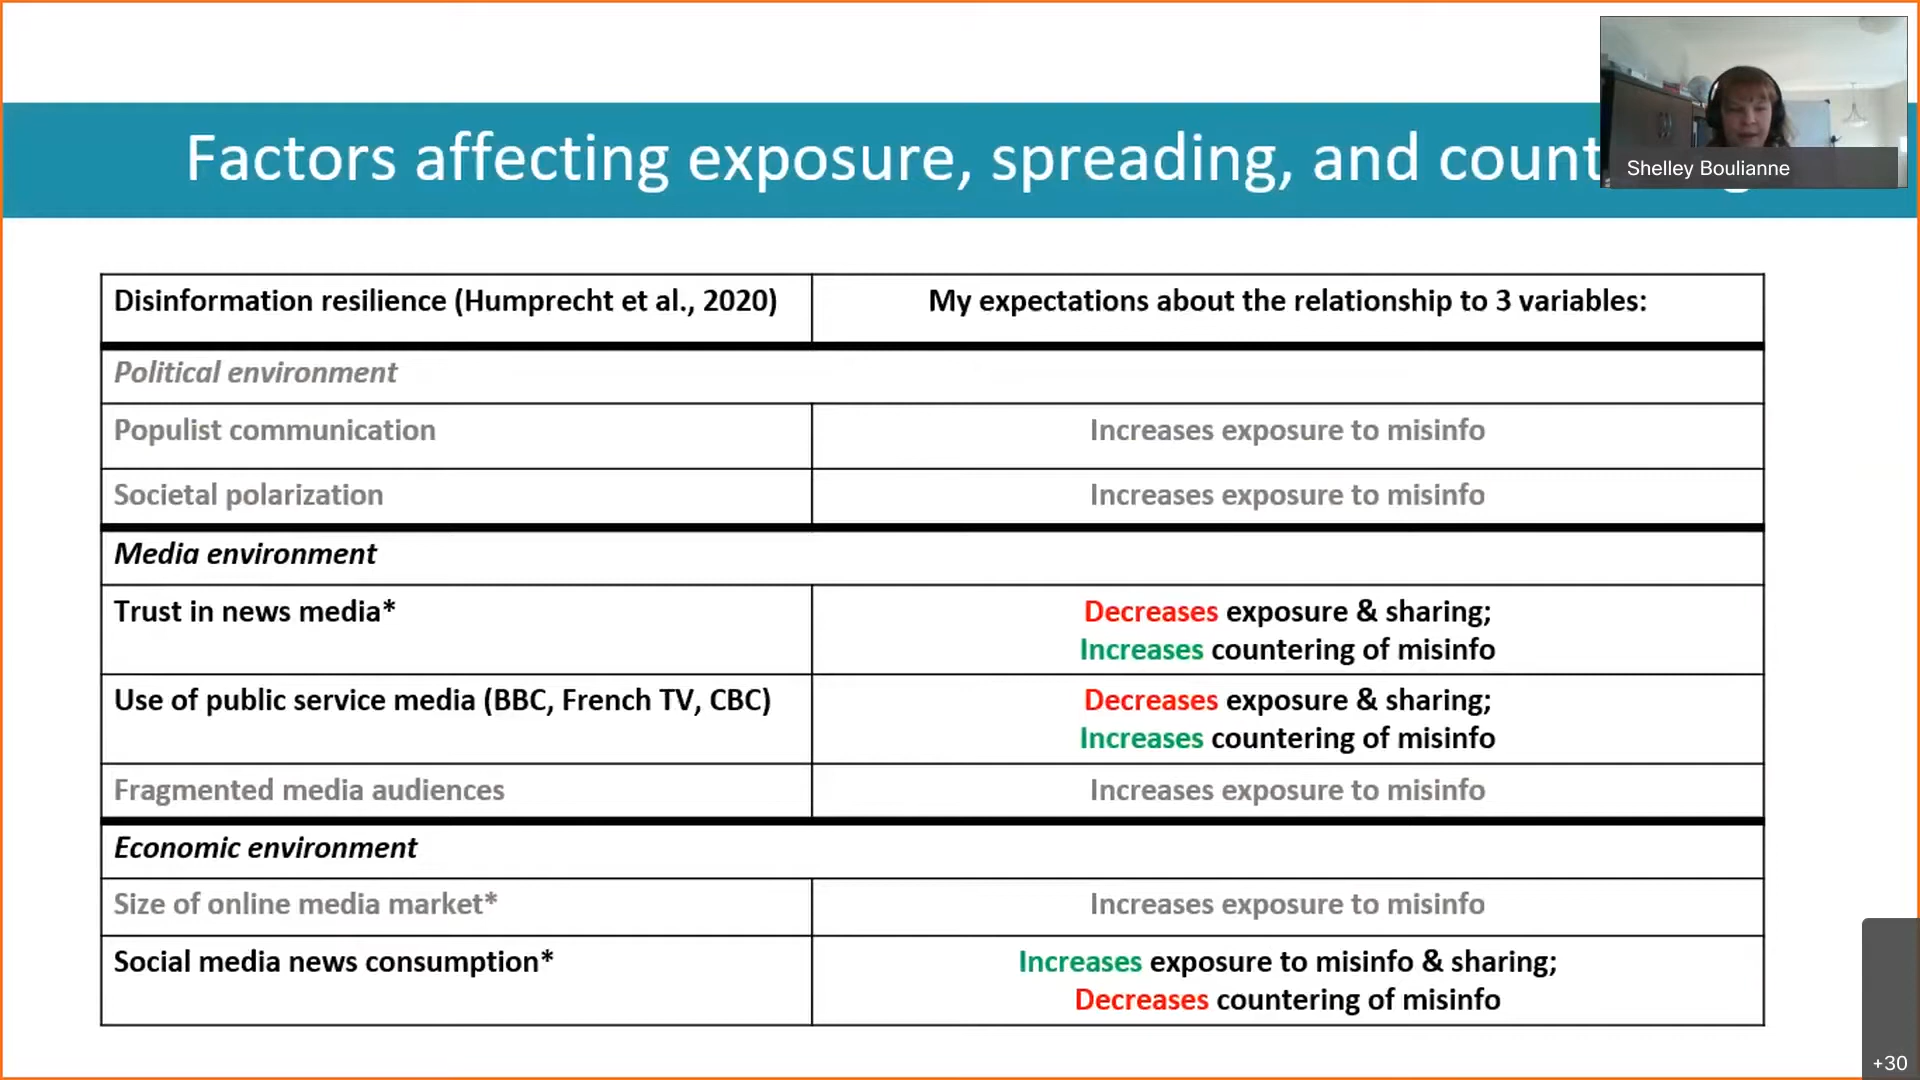 Factors affecting exposure, spreading, and count
Shelley Boulianne
Disinformation resilience (Humprecht et al., 2020)
My expectations about the relationship to 3 variables:
Political environment
Populist communication
Increases exposure to misinfo
Societal polarization
Increases exposure to misinfo
Media environment
Trust in news media*
Decreases exposure & sharing;
Increases countering of misinfo
Use of public service media (BBC, French TV, CBC)
Decreases exposure & sharing;
Increases countering of misinfo
Fragmented media audiences
Increases exposure to misinfo
Economic environment
Size of online media market*
Increases exposure to misinfo
Social media news consumption*
Increases exposure to misinfo & sharing;
Decreases countering of misinfo
+30